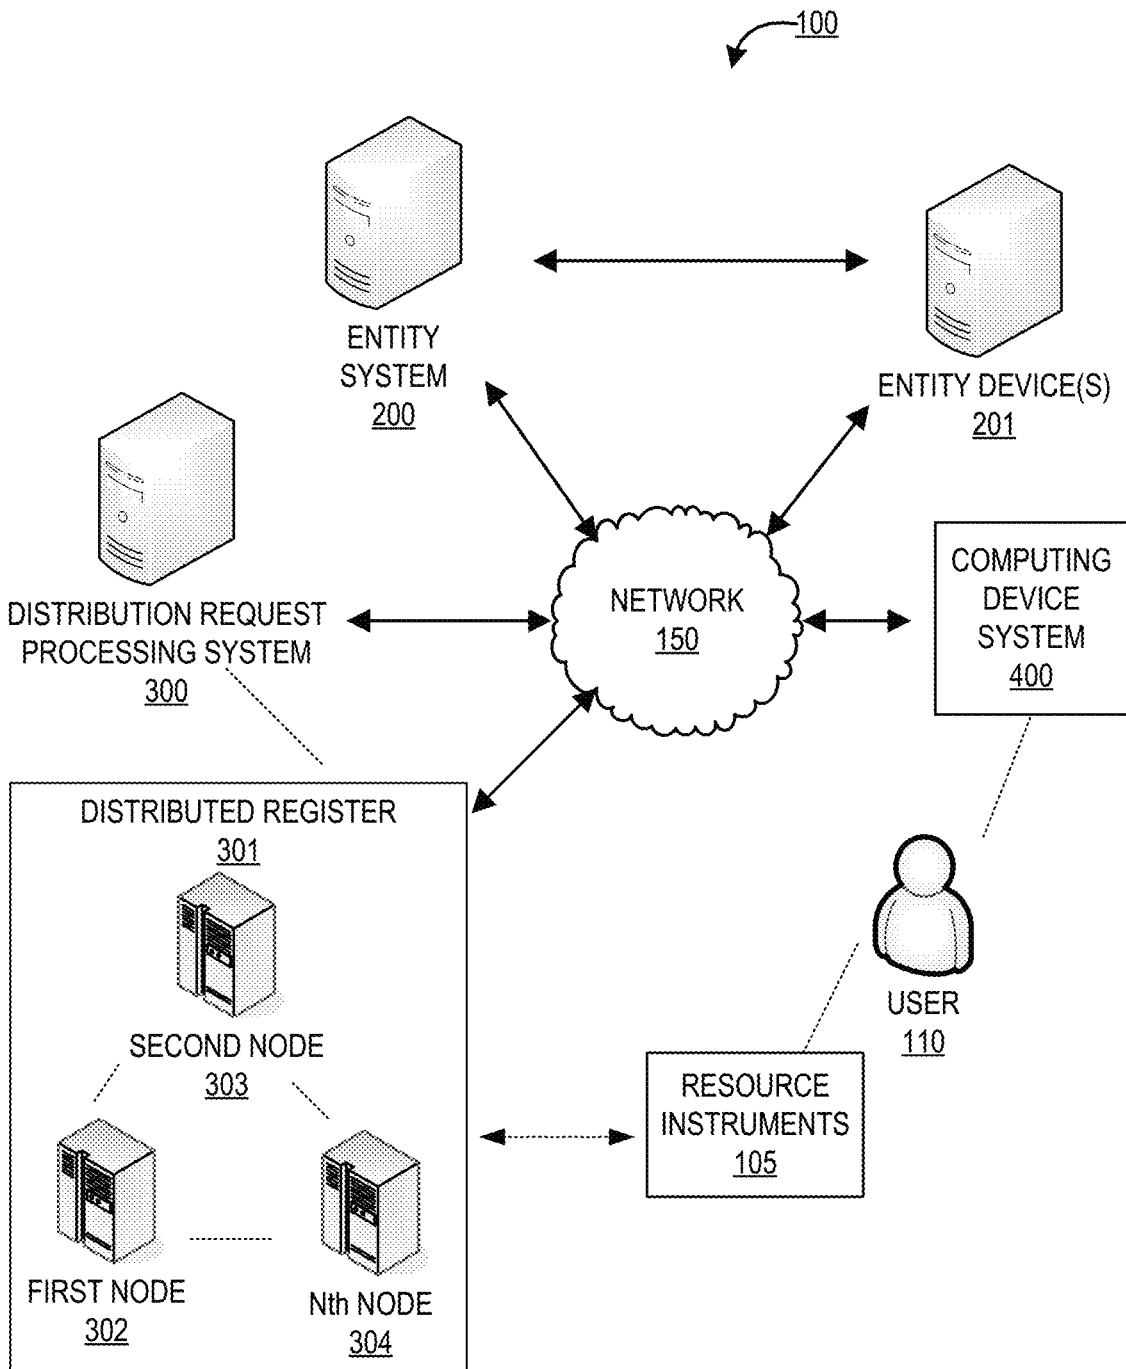 100
ENTITY
SYSTEM
200
ENTITY DEVICE(S)
201
DISTRIBUTION REQUEST
PROCESSING SYSTEM
300
NETWORK
150
COMPUTING
DEVICE
SYSTEM
400
DISTRIBUTED REGISTER
301
SECOND NODE
303
FIRST NODE
302
Nth NODE
304
USER
110
RESOURCE
INSTRUMENTS
105